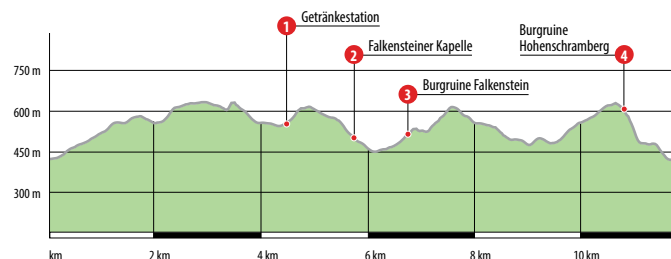 1 Getränkestation
2 Falkensteiner Kapelle
3 Burgruine Falkenstein
Burgruine
Hohenschramberg
4
750 m
600 m
450 m
300 m
km 2 km 4 km 6 km 8 km 10 km